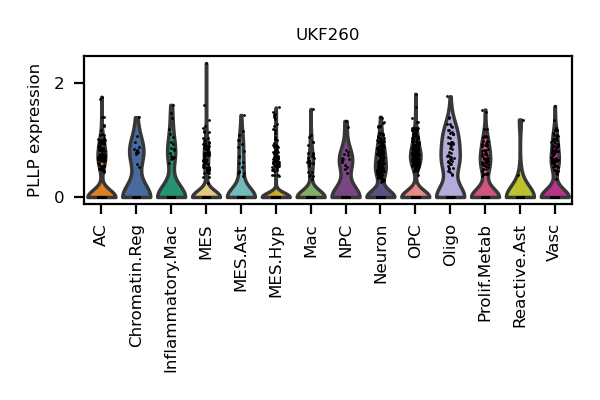 UKF260
PLLP expression
2
0
AC
Chromatin.Reg
Inflammatory.Mac
MES
MES.Ast
MES.Hyp
Mac
NPC
Neuron
OPC
Oligo
Prolif.Metab
Reactive.Ast
Vasc